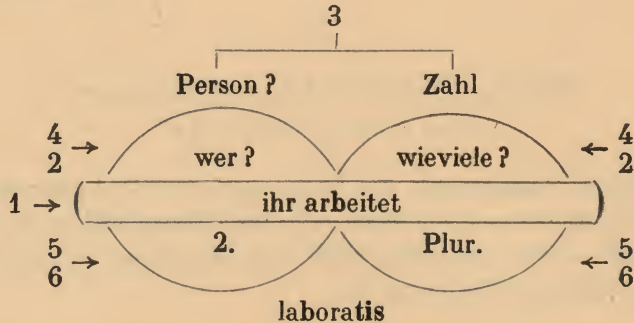 3
Person? Zahl
4 4
2 → wer? wieviele? ← 2
1 → ( ihr arbeitet )
5 → 2. Plur. ← 5
6 6
laboratis